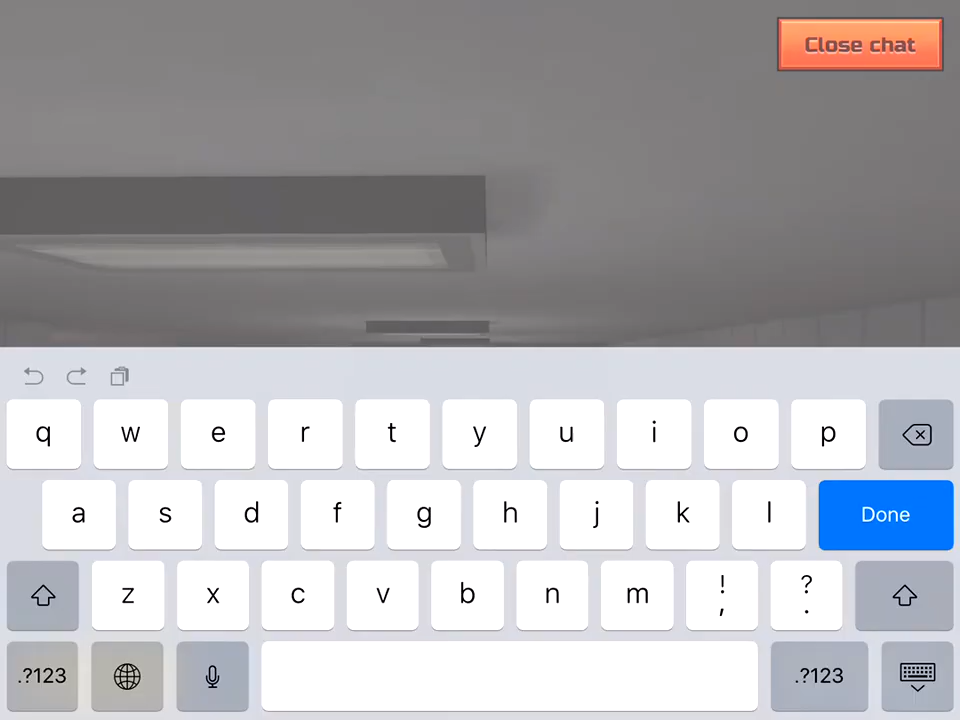 Close chat
q w e r t y u i o p
a s d f g h j k l Done
z x c v b n m ! , ? .
.?123 .?123